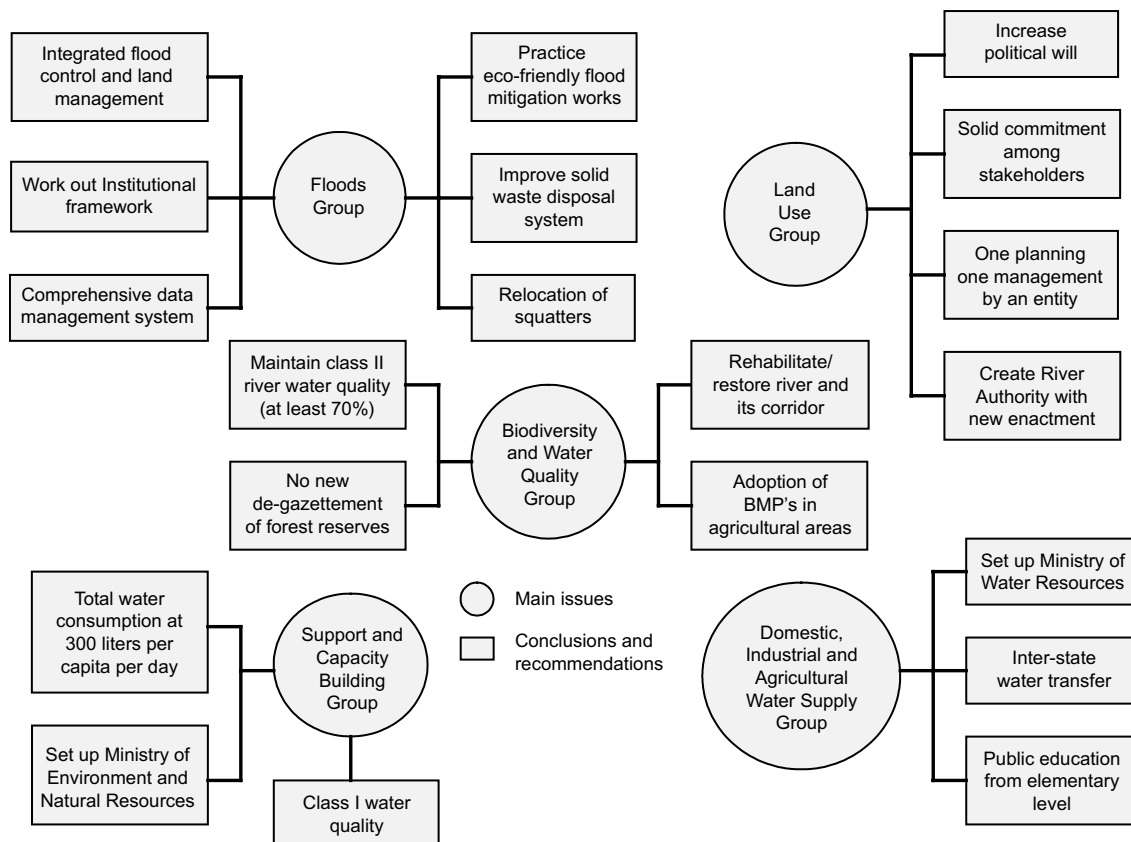 Integrated flood
control and land
management
Work out Institutional
framework
Comprehensive data
management system
Floods
Group
Practice
eco-friendly flood
mitigation works
Improve solid
waste disposal
system
Relocation of
squatters
Land
Use
Group
Increase
political will
Solid commitment
among
stakeholders
One planning
one management
by an entity
Create River
Authority with
new enactment
Maintain class II
river water quality
(at least 70%)
No new
de-gazettement
of forest reserves
Biodiversity
and Water
Quality
Group
Rehabilitate/
restore river and
its corridor
Adoption of
BMP's in
agricultural areas
Total water
consumption at
300 liters per
capita per day
Set up Ministry of
Environment and
Natural Resources
Support and
Capacity
Building
Group
Class I water
quality
Main issues
Conclusions and
recommendations
Domestic,
Industrial and
Agricultural
Water Supply
Group
Set up Ministry of
Water Resources
Inter-state
water transfer
Public education
from elementary
level